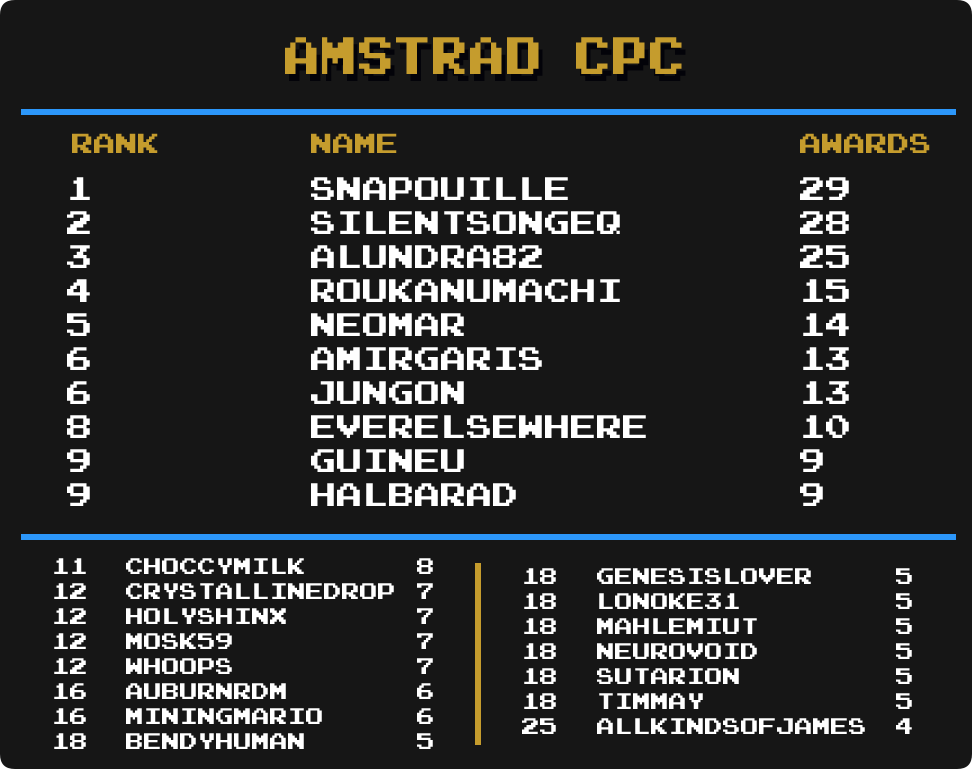 AMSTRAD CPC
RANK NAME AWARDS
1 SNAPOUILLE 29
2 SILENTSONGEQ 28
3 ALUNDRA82 25
4 ROUKANUMACHI 15
5 NEOMAR 14
6 AMIRGARIS 13
6 JUNGON 13
8 EVERELSEWHERE 10
9 GUINEU 9
9 HALBARAD 9
11 CHOCCYMILK 8
12 CRYSTALLINEDROP 7
12 HOLYSHINX 7
12 MOSK59 7
12 WHOOPS 7
16 AUBURNRDM 6
16 MININGMARIO 6
18 BENDYHUMAN 5
18 GENESISLOVER 5
18 LONOKE31 5
18 MAHLEMIUT 5
18 NEUROVOID 5
18 SUTARION 5
18 TIMMAY 5
25 ALLKINDSOFJAMES 4